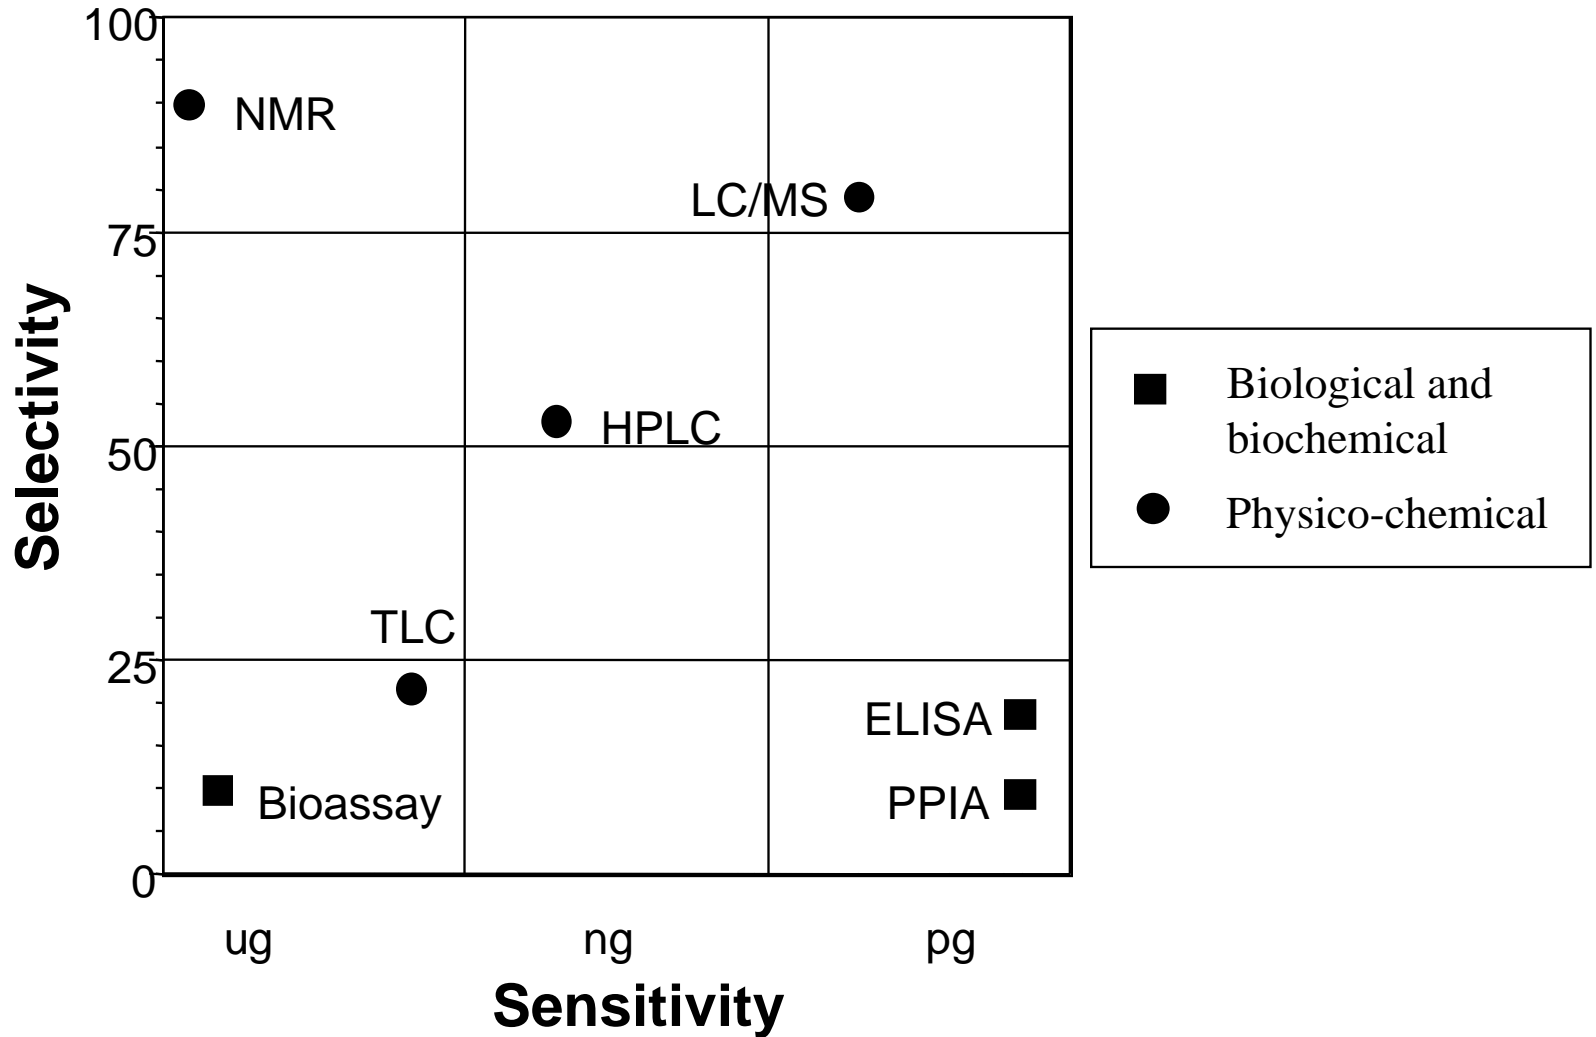 100
NMR
LC/MS
75
HPLC
50
TLC
25
ELISA
Bioassay
PPIA
0
ug
ng
pg
Sensitivity
Selectivity
Biological and
biochemical
Physico-chemical